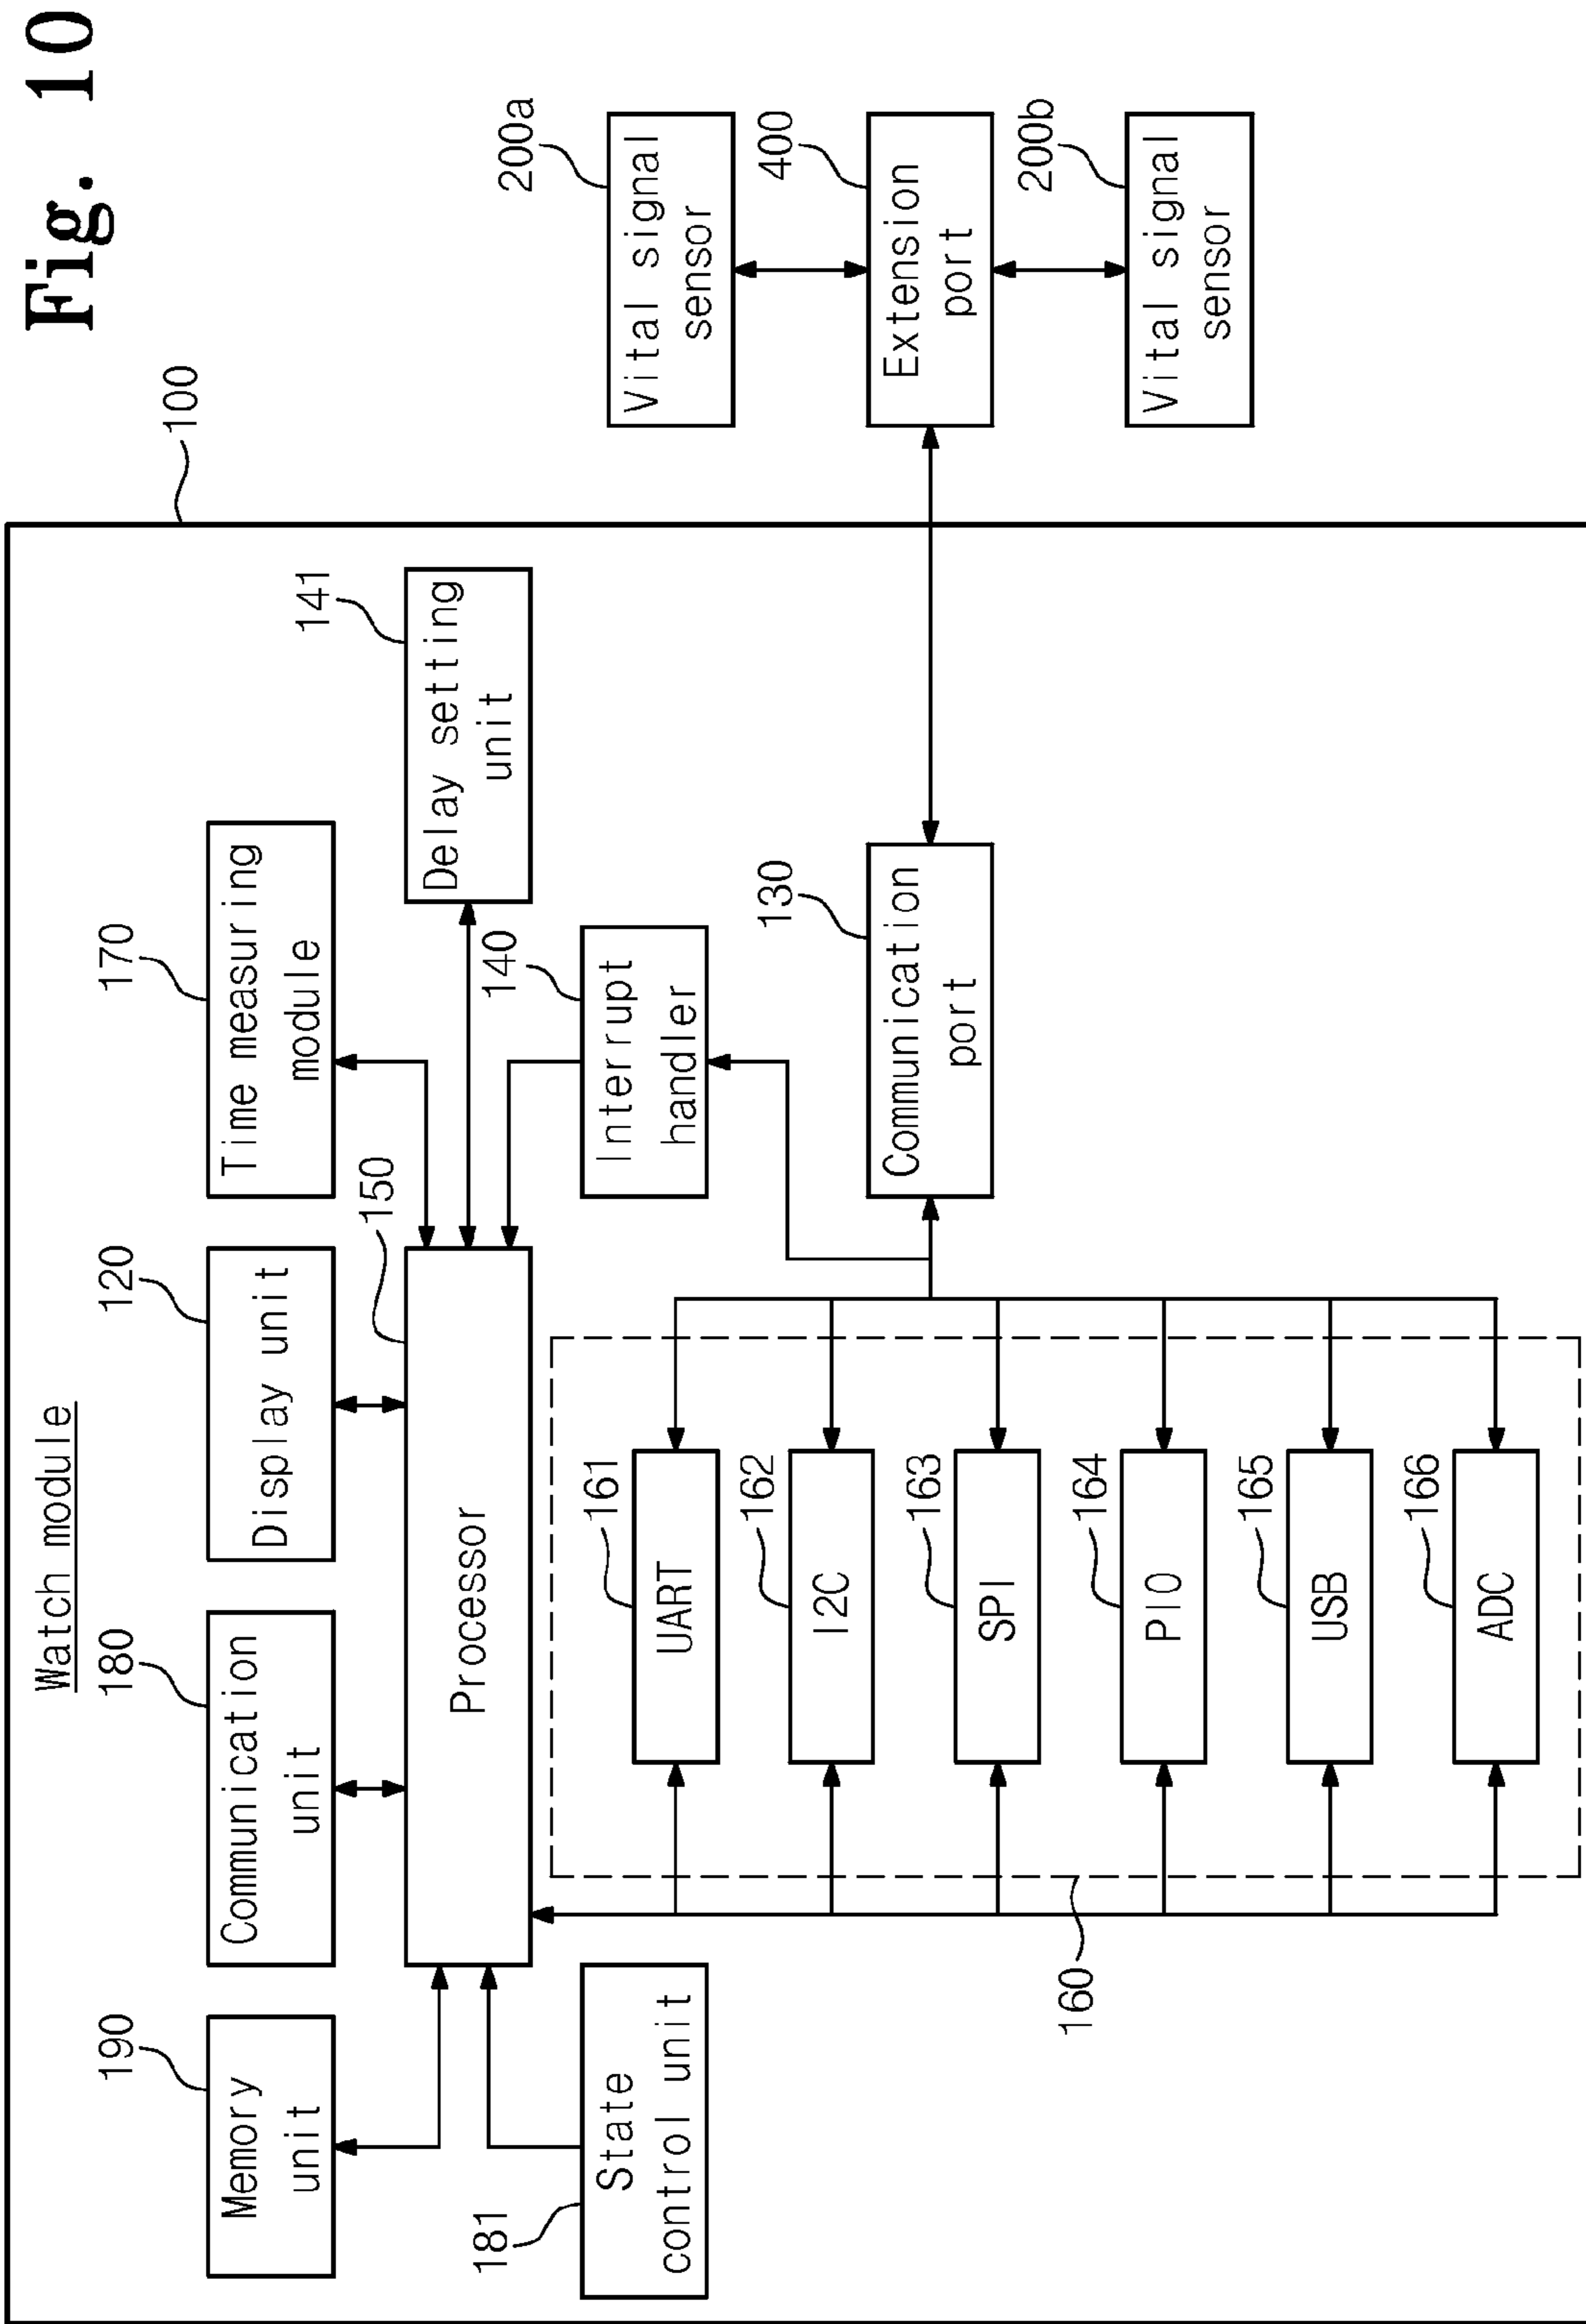 Fig. 10
Watch module
100
190
180
120
170
Memory
unit
Communication
unit
Display unit
Time measuring
module
150
141
Processor
Delay setting
unit
181
State
control unit
140
Interrupt
handler
200a
Vital signal
sensor
161
UART
162
I2C
163
SPI
164
PIO
165
USB
166
ADC
160
130
Communication
port
400
Extension
port
200b
Vital signal
sensor